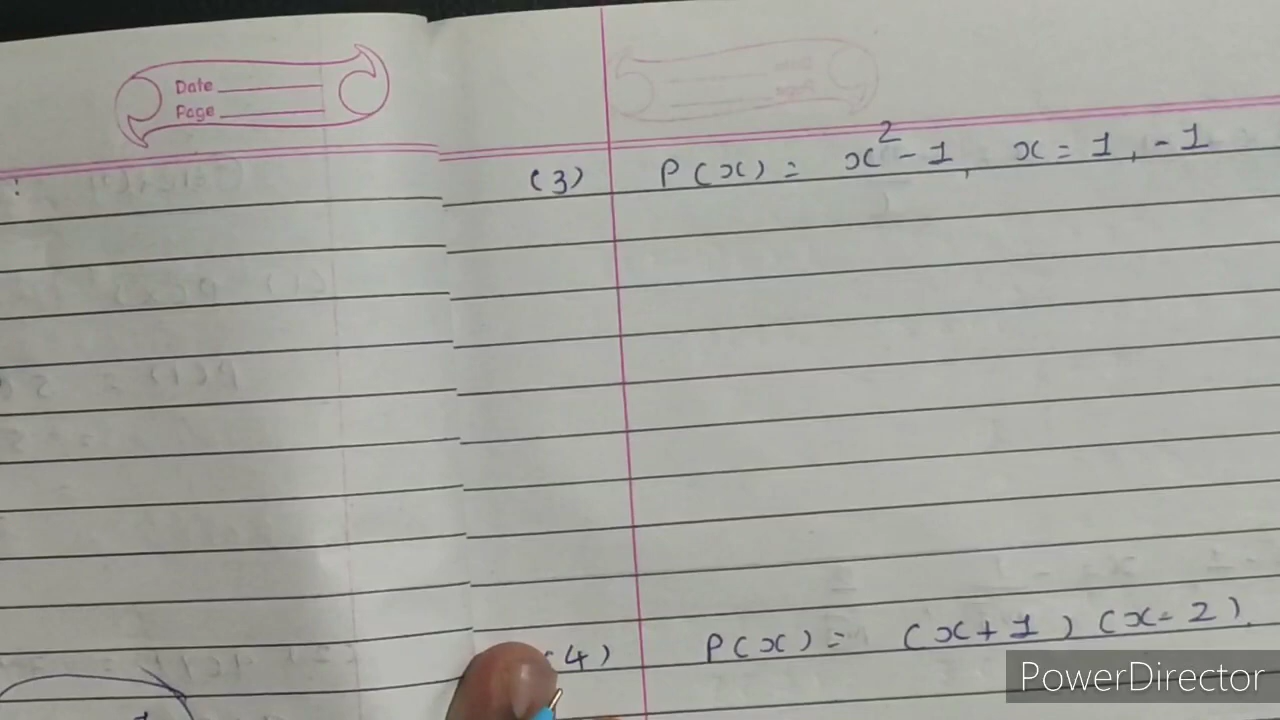 Date
Page
(3) P(x) = x² - 1, x = 1, -1
(4) P(x) = (x+1) (x-2).
PowerDirector